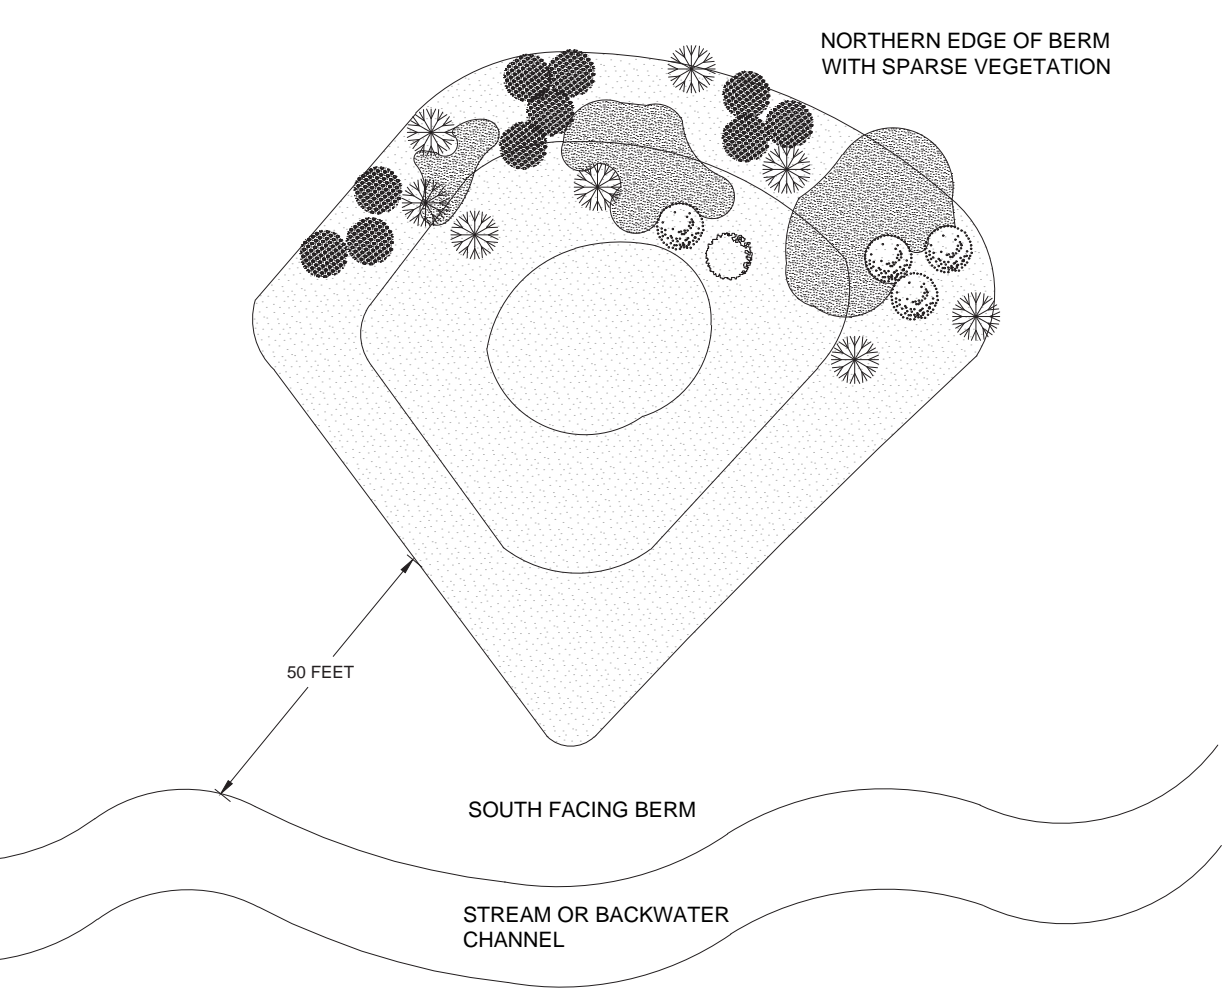 NORTHERN EDGE OF BERM
WITH SPARSE VEGETATION
50 FEET
SOUTH FACING BERM
STREAM OR BACKWATER
CHANNEL